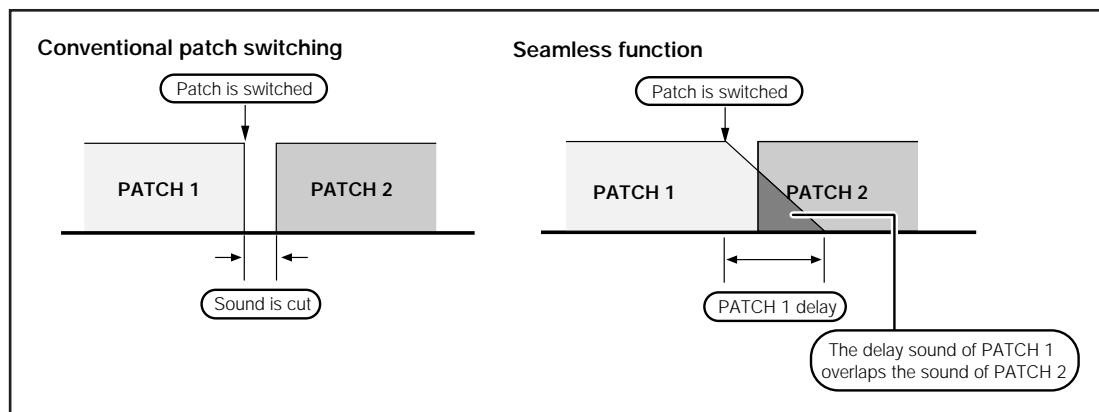 Conventional patch switching
Patch is switched
PATCH 1
PATCH 2
Sound is cut
Seamless function
Patch is switched
PATCH 1
PATCH 2
PATCH 1 delay
The delay sound of PATCH 1
overlaps the sound of PATCH 2